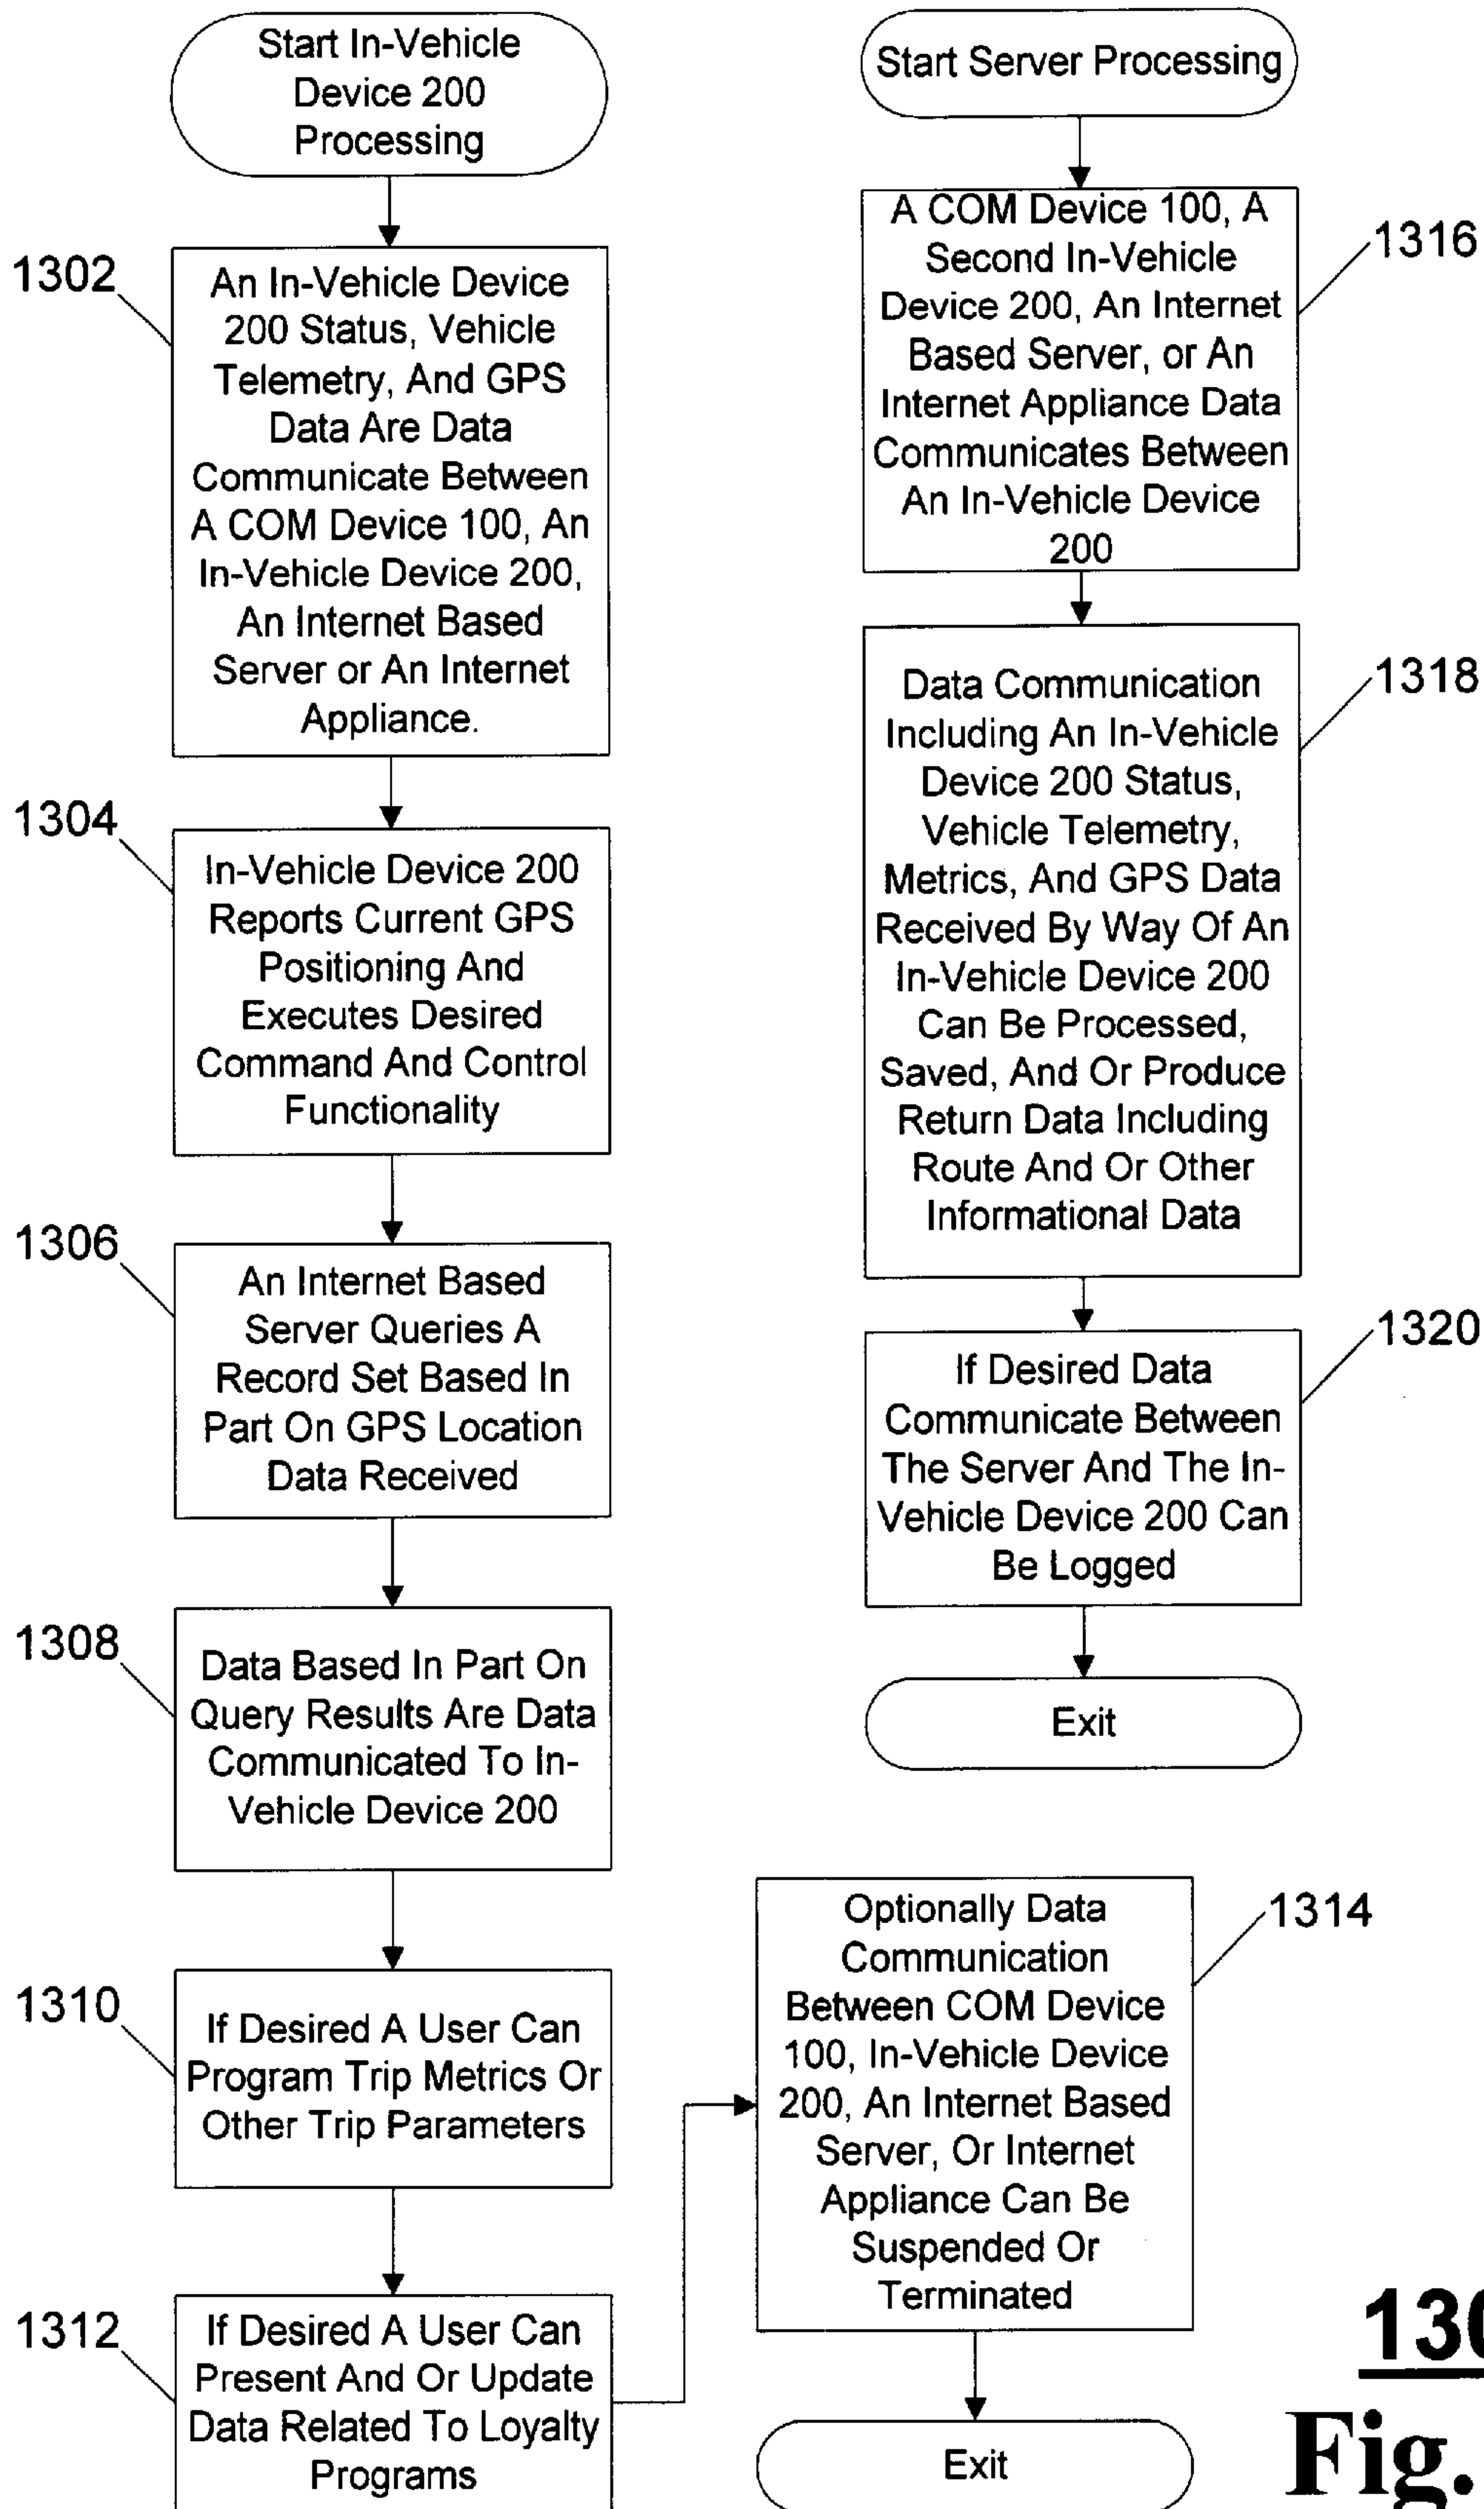 Start In-Vehicle
Device 200
Processing
1302
An In-Vehicle Device
200 Status, Vehicle
Telemetry, And GPS
Data Are Data
Communicate Between
A COM Device 100, An
In-Vehicle Device 200,
An Internet Based
Server or An Internet
Appliance.
1304
In-Vehicle Device 200
Reports Current GPS
Positioning And
Executes Desired
Command And Control
Functionality
1306
An Internet Based
Server Queries A
Record Set Based In
Part On GPS Location
Data Received
1308
Data Based In Part On
Query Results Are Data
Communicated To In-
Vehicle Device 200
1310
If Desired A User Can
Program Trip Metrics Or
Other Trip Parameters
1312
If Desired A User Can
Present And Or Update
Data Related To Loyalty
Programs
1314
Optionally Data
Communication
Between COM Device
100, In-Vehicle Device
200, An Internet Based
Server, Or Internet
Appliance Can Be
Suspended Or
Terminated
Exit
Start Server Processing
1316
A COM Device 100, A
Second In-Vehicle
Device 200, An Internet
Based Server, or An
Internet Appliance Data
Communicates Between
An In-Vehicle Device
200
1318
Data Communication
Including An In-Vehicle
Device 200 Status,
Vehicle Telemetry,
Metrics, And GPS Data
Received By Way Of An
In-Vehicle Device 200
Can Be Processed,
Saved, And Or Produce
Return Data Including
Route And Or Other
Informational Data
1320
If Desired Data
Communicate Between
The Server And The In-
Vehicle Device 200 Can
Be Logged
Exit
Fig.